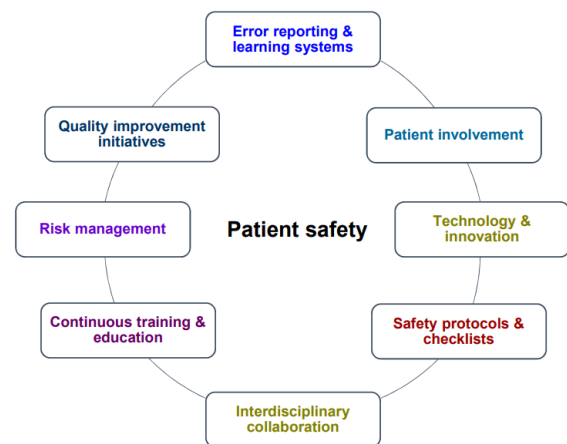 Error reporting &
learning systems
Quality improvement
initiatives
Patient involvement
Risk management
Patient safety
Technology &
innovation
Continuous training &
education
Safety protocols &
checklists
Interdisciplinary
collaboration